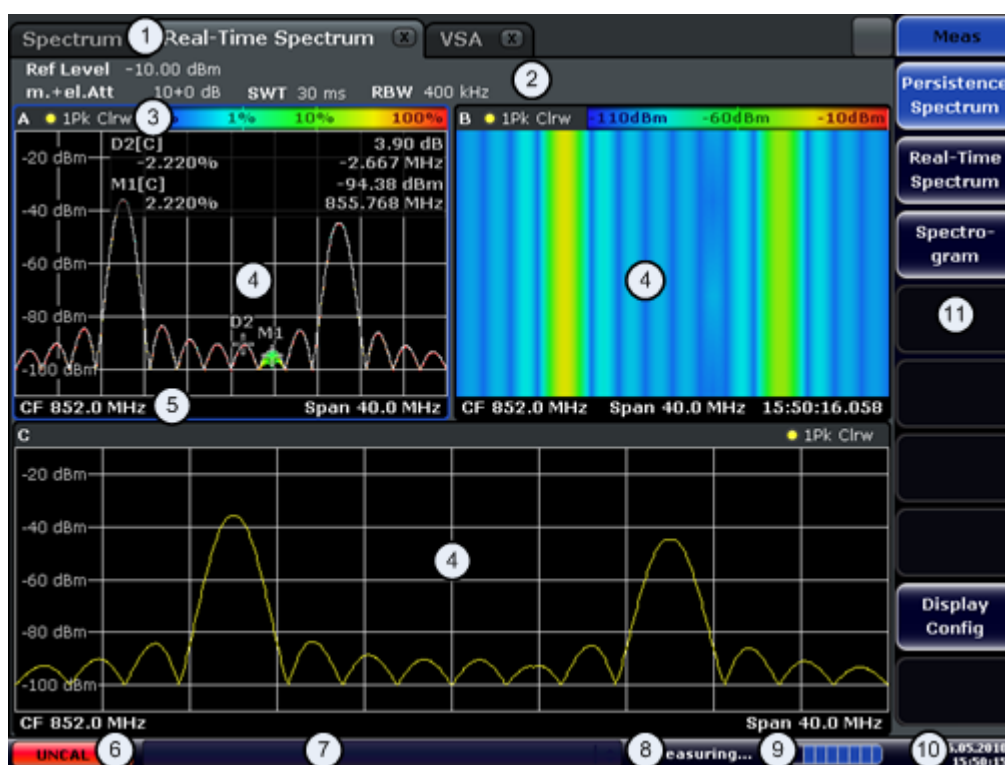 Spectrum 1 Real-Time Spectrum x VSA x
Meas
Ref Level -10.00 dBm
m.+el.Att 10+0 dB SWT 30 ms RBW 400 kHz
2
Persistence
Spectrum
Real-Time
Spectrum
Spectro-
gram
11
Display
Config
A 1Pk Clrw 3 1% 10% 100%
D2[C] 3.90 dB
-2.220% -2.667 MHz
M1[C] -94.38 dBm
2.220% 855.768 MHz
-20 dBm
-40 dBm
-60 dBm
-80 dBm
-100 dBm
4
D2 M1
CF 852.0 MHz 5 Span 40.0 MHz
B 1Pk Clrw -110dBm -60dBm -10dBm
4
CF 852.0 MHz Span 40.0 MHz 15:50:16.058
C 1Pk Clrw
-20 dBm
-40 dBm
-60 dBm
-80 dBm
-100 dBm
4
CF 852.0 MHz Span 40.0 MHz
UNCAL 6 7 8 easuring... 9 10 .05.2010
15:50:16